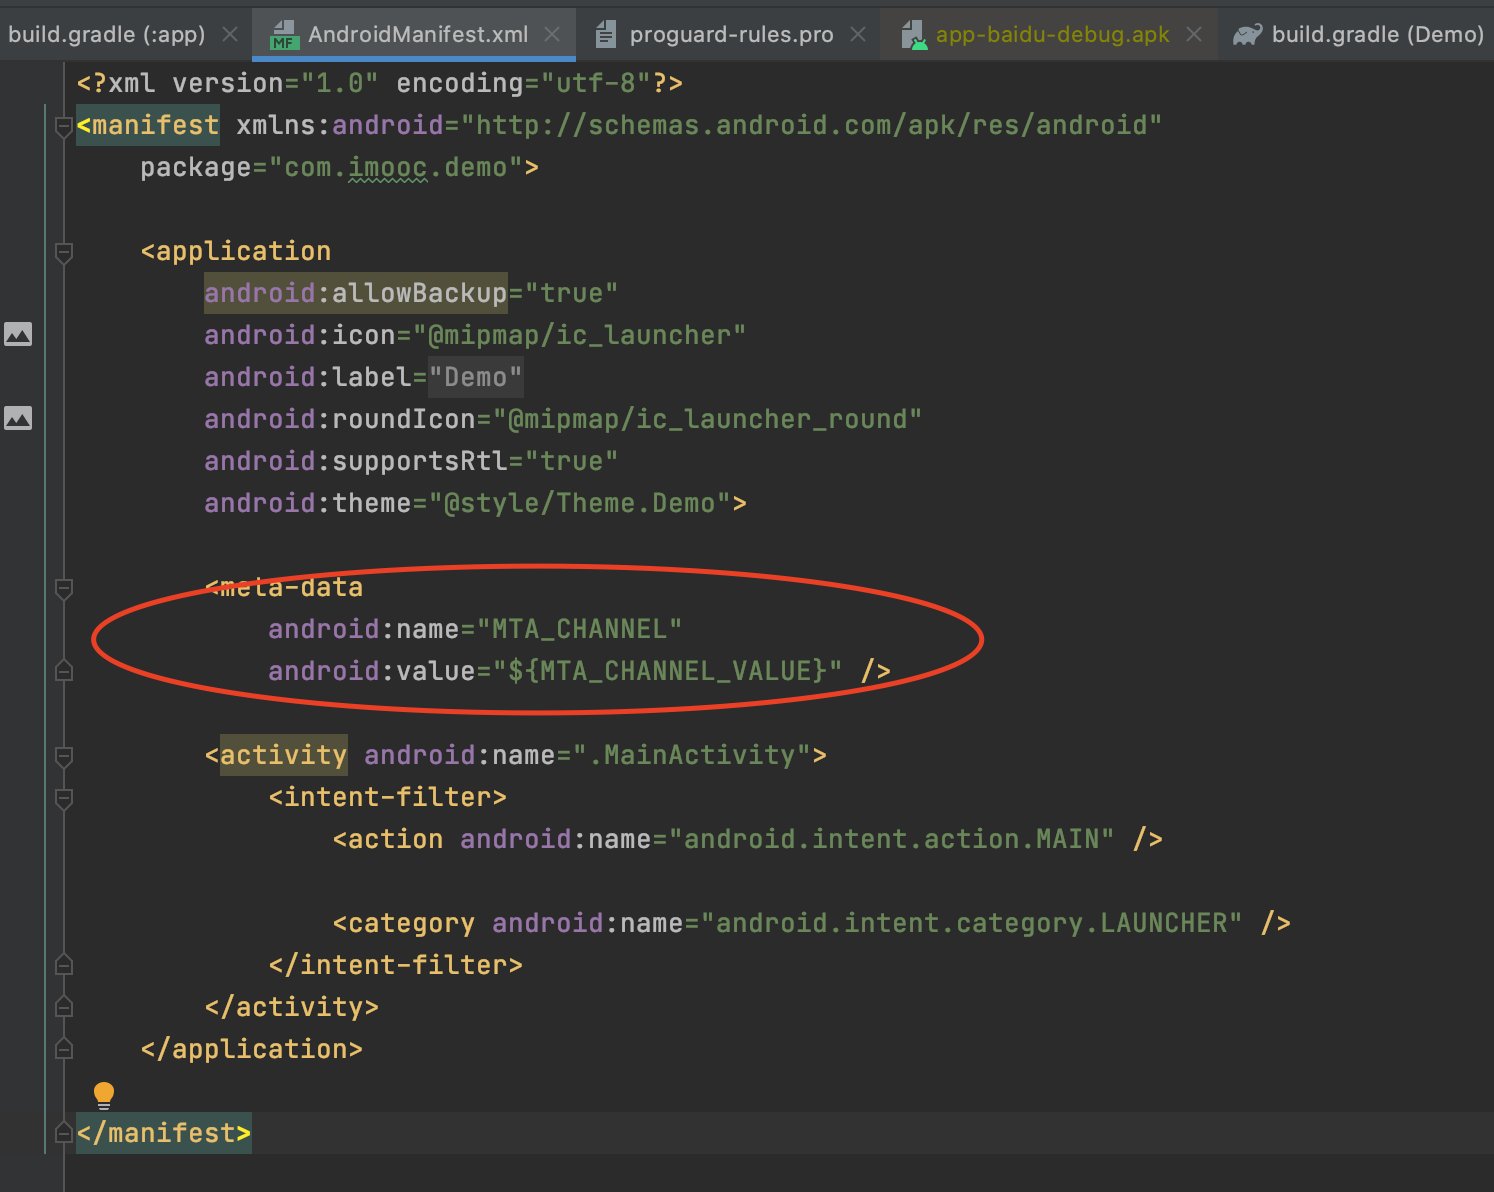 build.gradle (:app) AndroidManifest.xml proguard-rules.pro app-baidu-debug.apk build.gradle (Demo)
MF
<?xml version="1.0" encoding="utf-8"?>
<manifest xmlns:android="http://schemas.android.com/apk/res/android"
package="com.imooc.demo">
<application
android:allowBackup="true"
android:icon="@mipmap/ic_launcher"
android:label="Demo"
android:roundIcon="@mipmap/ic_launcher_round"
android:supportsRtl="true"
android:theme="@style/Theme.Demo">
<meta-data
android:name="MTA_CHANNEL"
android:value="${MTA_CHANNEL_VALUE}" />
<activity android:name=".MainActivity">
<intent-filter>
<action android:name="android.intent.action.MAIN" />
<category android:name="android.intent.category.LAUNCHER" />
</intent-filter>
</activity>
</application>
</manifest>